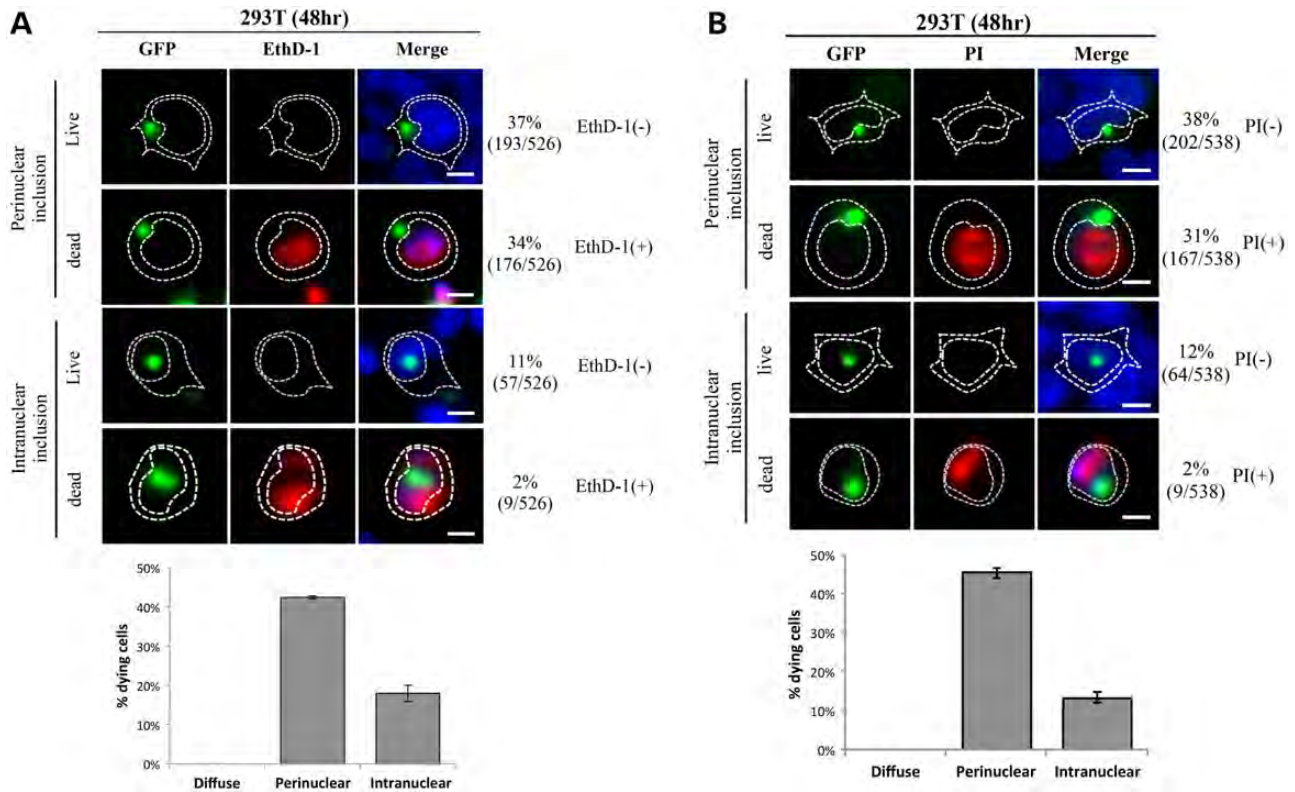 A
293T (48hr)
GFP EthD-1 Merge
Perinuclear inclusion
Live
37%
(193/526)
EthD-1(-)
dead
34%
(176/526)
EthD-1(+)
Intranuclear inclusion
Live
11%
(57/526)
EthD-1(-)
dead
2%
(9/526)
EthD-1(+)
% dying cells
50%
40%
30%
20%
10%
0%
Diffuse Perinuclear Intranuclear
B
293T (48hr)
GFP PI Merge
Perinuclear inclusion
live
38%
(202/538)
PI(-)
dead
31%
(167/538)
PI(+)
Intranuclear inclusion
live
12%
(64/538)
PI(-)
dead
2%
(9/538)
PI(+)
% dying cells
50%
40%
30%
20%
10%
0%
Diffuse Perinuclear Intranuclear